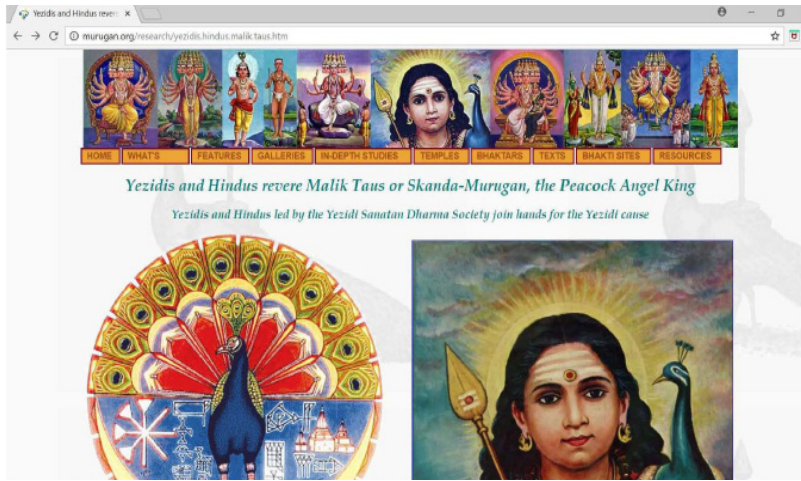 Yezidis and Hindus rever
murugan.org/research/yezidis.hindus.malik.taus.htm
HOME WHAT'S FEATURES GALLERIES IN-DEPTH STUDIES TEMPLES BHAKTARS TEXTS BHAKTI SITES RESOURCES
Yezidis and Hindus revere Malik Taus or Skanda-Murugan, the Peacock Angel King
Yezidis and Hindus led by the Yezidi Sanatan Dharma Society join hands for the Yezidi cause